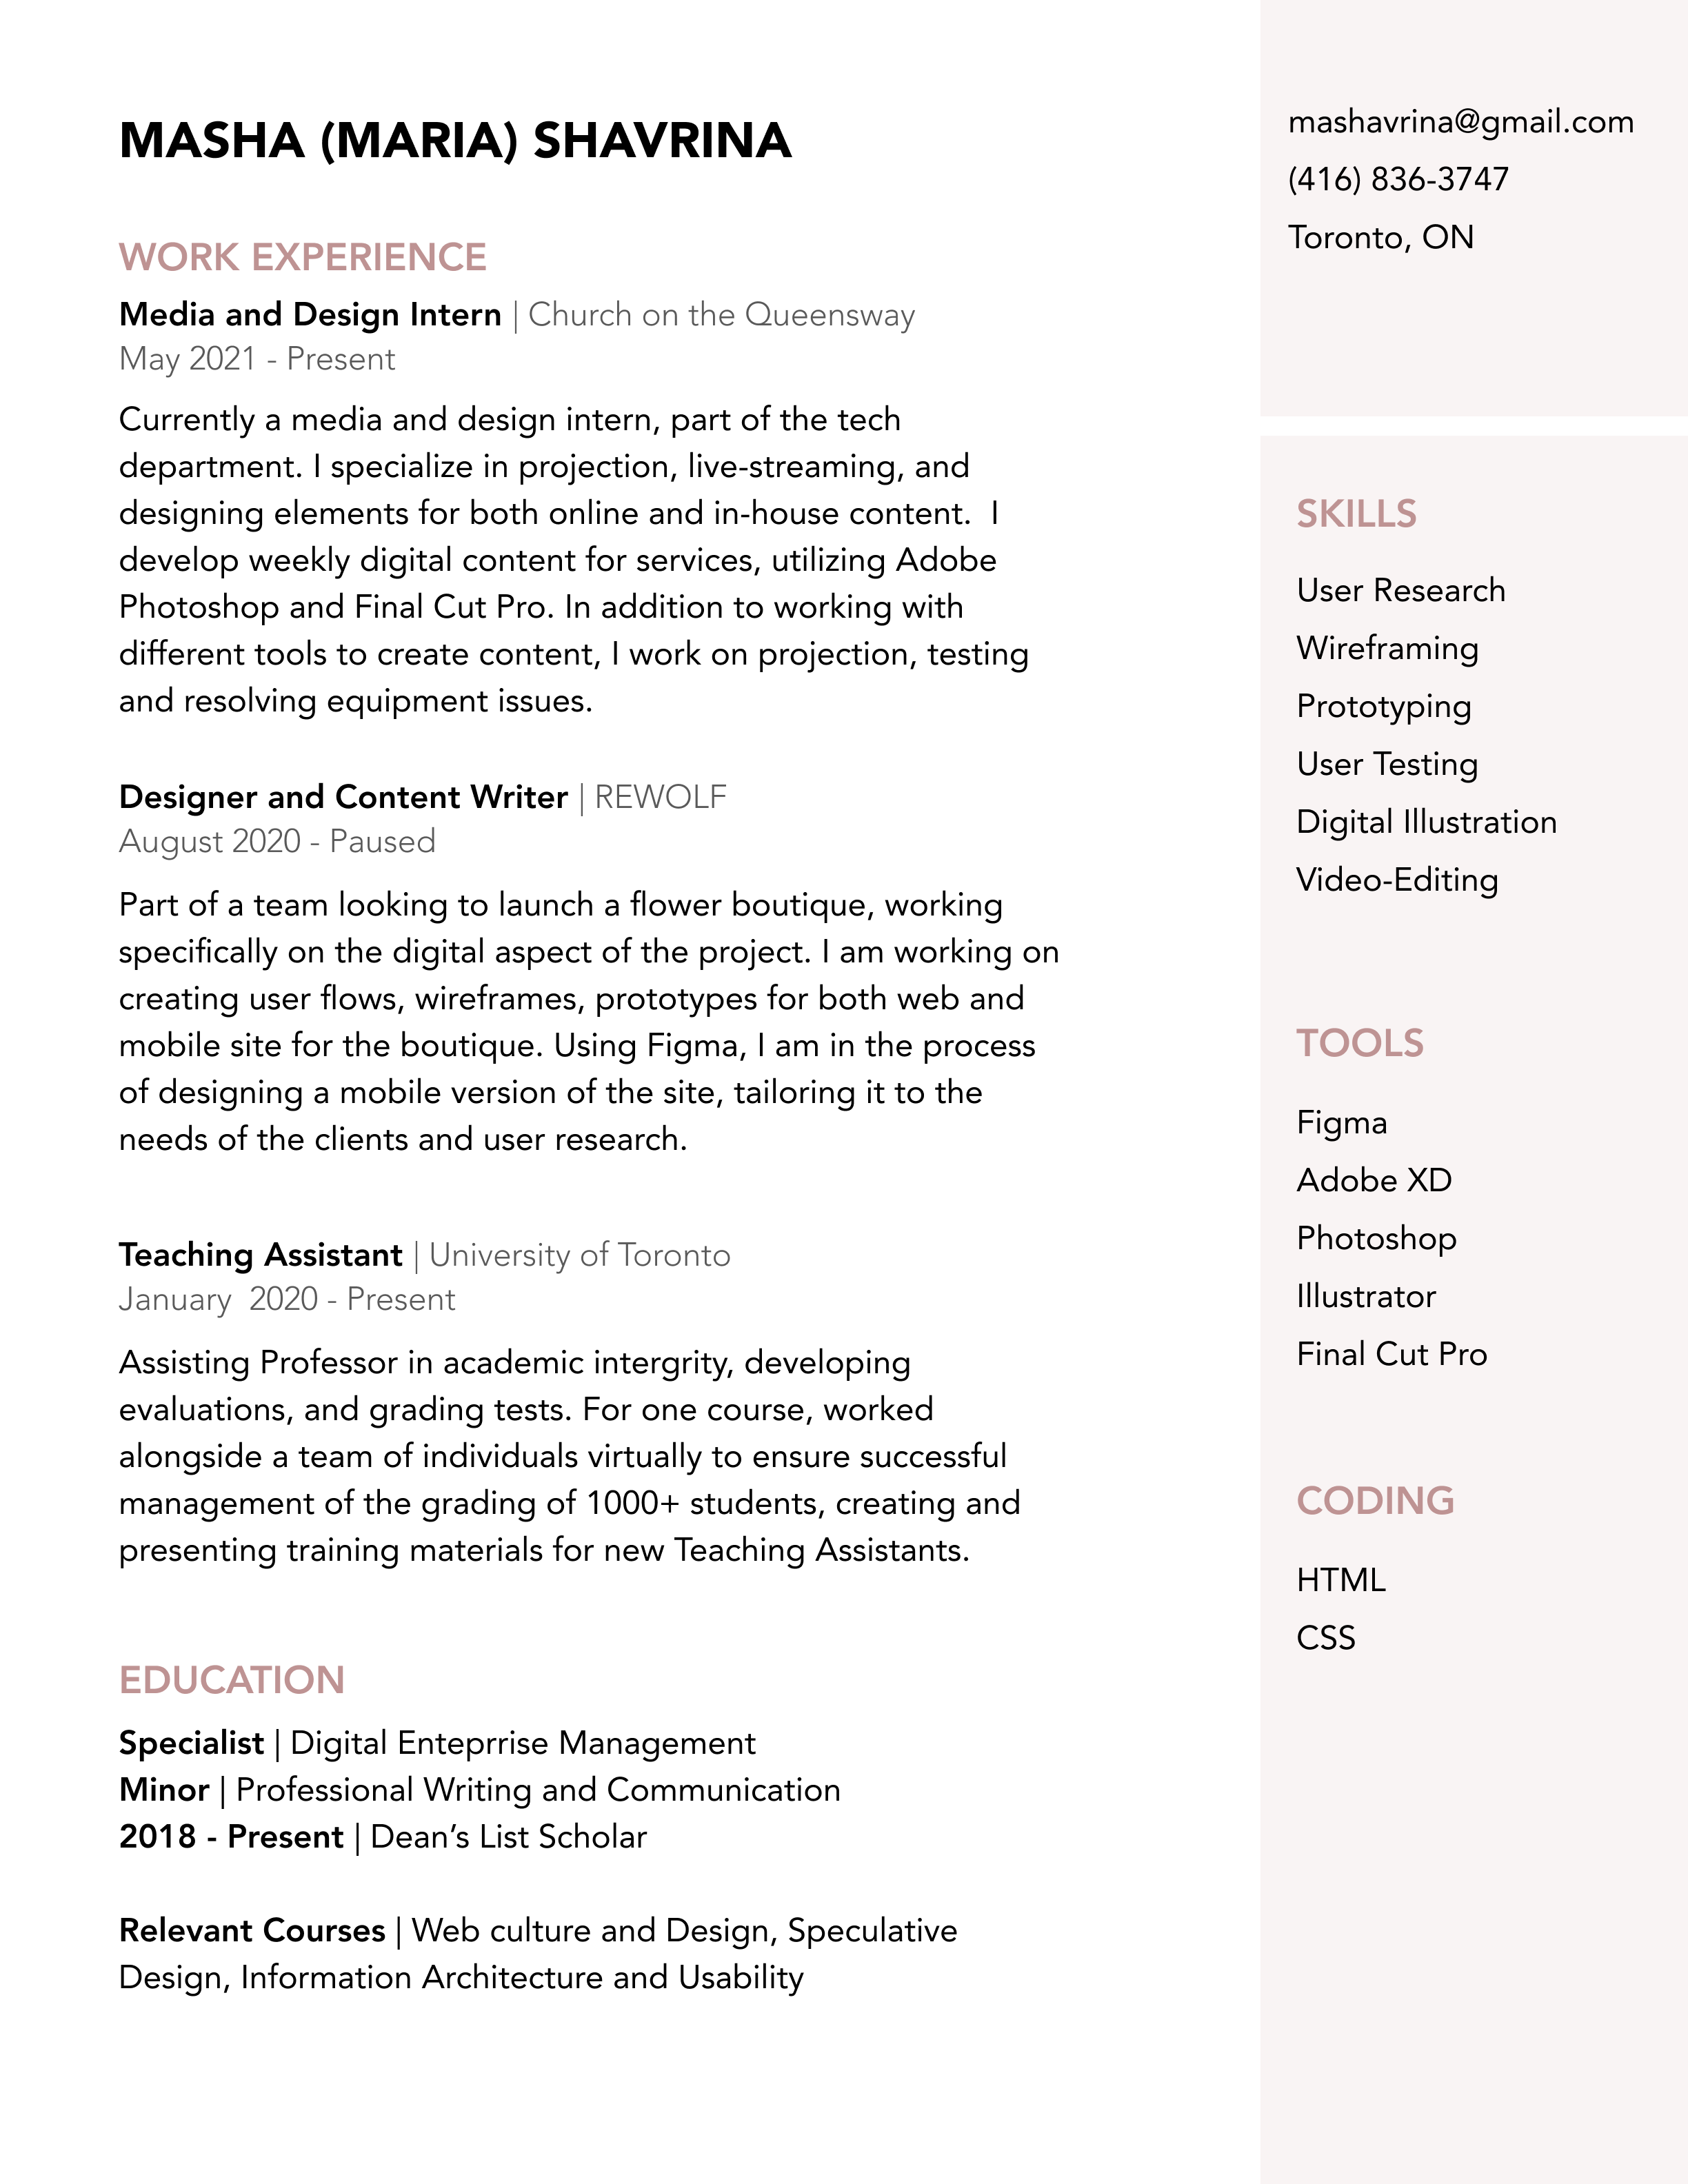 MASHA (MARIA) SHAVRINA
WORK EXPERIENCE
Media and Design Intern | Church on the Queensway
May 2021 - Present
Currently a media and design intern, part of the tech
department. I specialize in projection, live-streaming, and
designing elements for both online and in-house content.  I
develop weekly digital content for services, utilizing Adobe
Photoshop and Final Cut Pro. In addition to working with
different tools to create content, I work on projection, testing
and resolving equipment issues.
Designer and Content Writer | REWOLF
August 2020 - Paused
Part of a team looking to launch a flower boutique, working
specifically on the digital aspect of the project. I am working on
creating user flows, wireframes, prototypes for both web and
mobile site for the boutique. Using Figma, I am in the process
of designing a mobile version of the site, tailoring it to the
needs of the clients and user research.
Teaching Assistant | University of Toronto
January  2020 - Present
Assisting Professor in academic intergrity, developing
evaluations, and grading tests. For one course, worked
alongside a team of individuals virtually to ensure successful
management of the grading of 1000+ students, creating and
presenting training materials for new Teaching Assistants.
EDUCATION
Specialist | Digital Enteprrise Management
Minor | Professional Writing and Communication
2018 - Present | Dean’s List Scholar
Relevant Courses | Web culture and Design, Speculative
Design, Information Architecture and Usability
mashavrina@gmail.com
(416) 836-3747
Toronto, ON
SKILLS
User Research
Wireframing
Prototyping
User Testing
Digital Illustration
Video-Editing
TOOLS
Figma
Adobe XD
Photoshop
Illustrator
Final Cut Pro
CODING
HTML
CSS